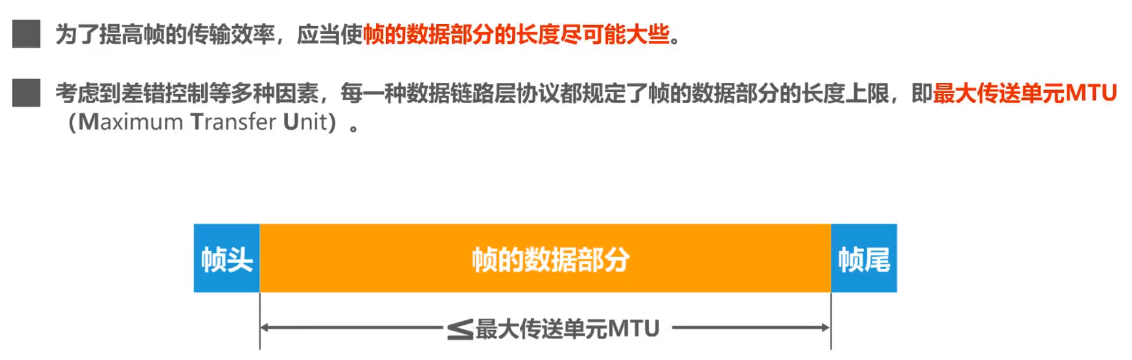 为了提高帧的传输效率，应当使帧的数据部分的长度尽可能大些。
考虑到差错控制等多种因素，每一种数据链路层协议都规定了帧的数据部分的长度上限，即最大传送单元MTU
（Maximum Transfer Unit）。
帧头 帧的数据部分 帧尾
≤最大传送单元MTU